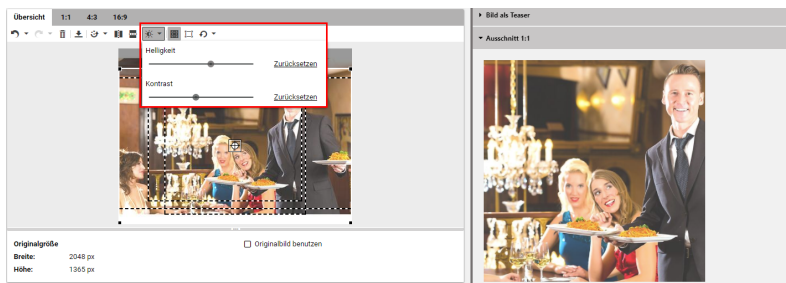 Übersicht 1:1 4:3 16:9
Helligkeit
Zurücksetzen
Kontrast
Zurücksetzen
Originalgröße
Originalbild benutzen
Breite: 2048 px
Höhe: 1365 px
Bild als Teaser
Ausschnitt 1:1